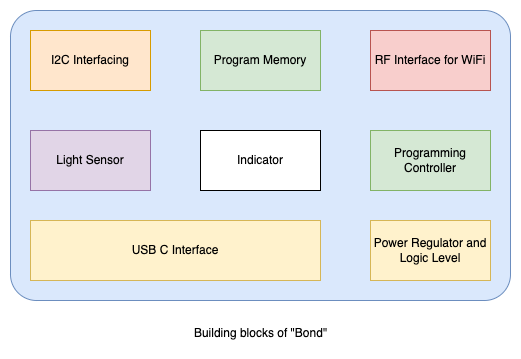 I2C Interfacing
Program Memory
RF Interface for WiFi
Light Sensor
Indicator
Programming
Controller
USB C Interface
Power Regulator and
Logic Level
Building blocks of "Bond"